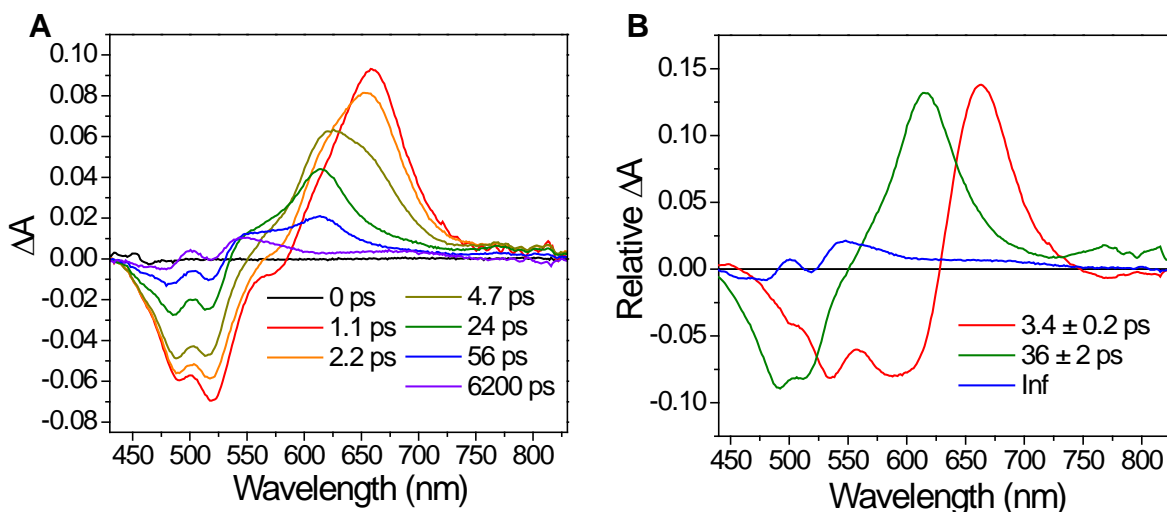 A
ΔA
0.10
0.08
0.06
0.04
0.02
0.00
-0.02
-0.04
-0.06
-0.08
0 ps
1.1 ps
2.2 ps
4.7 ps
24 ps
56 ps
6200 ps
450 500 550 600 650 700 750 800
Wavelength (nm)
B
Relative ΔA
0.15
0.10
0.05
0.00
-0.05
-0.10
3.4 ± 0.2 ps
36 ± 2 ps
Inf
450 500 550 600 650 700 750 800
Wavelength (nm)